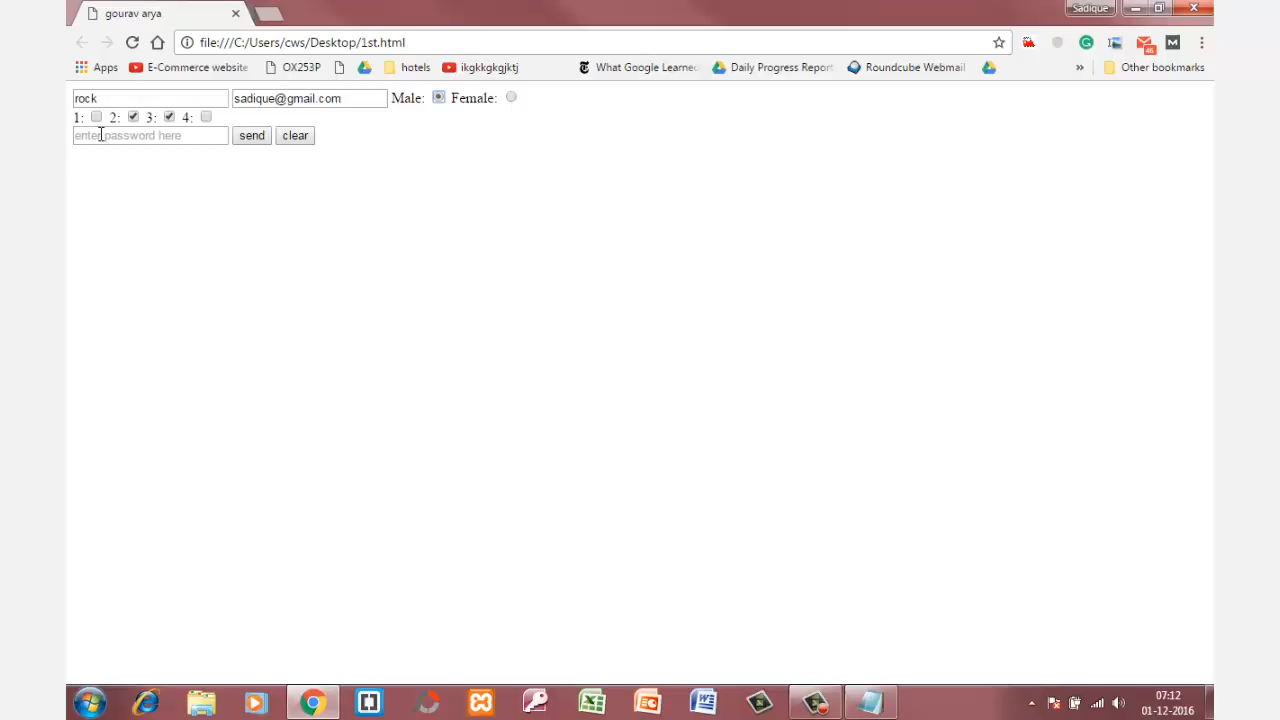 gourav arya
Sadique
file:///C:/Users/cws/Desktop/1st.html
46
M
Apps E-Commerce website OX253P hotels ikgkkgkgjktj What Google Learned Daily Progress Report Roundcube Webmail » Other bookmarks
rock sadique@gmail.com Male: Female:
1: 2: 3: 4:
enter password here send clear
07:12
01-12-2016